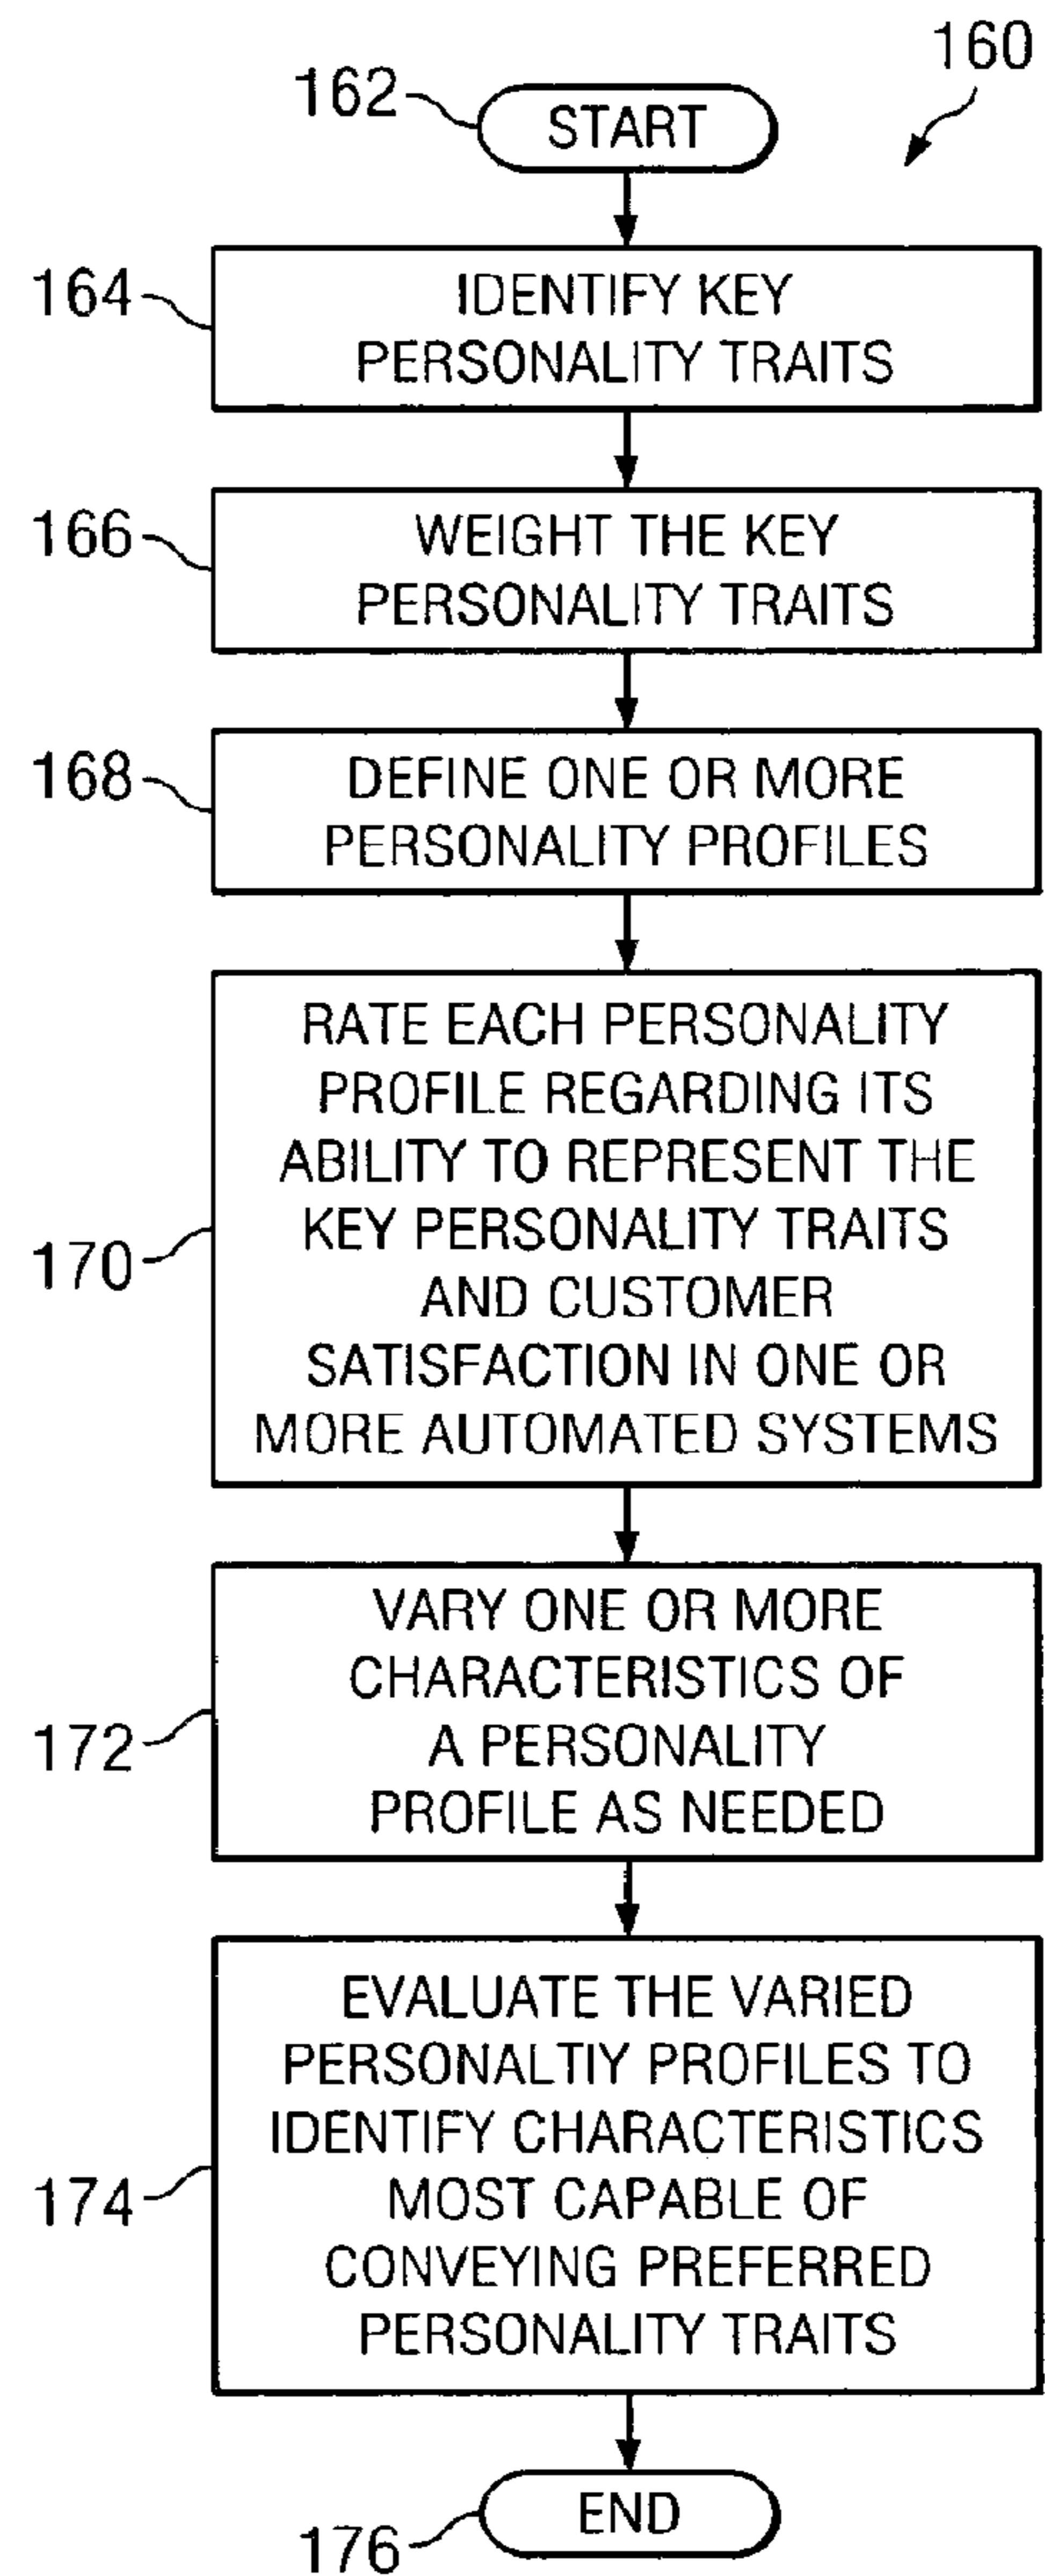 160
162
START
164
IDENTIFY KEY
PERSONALITY TRAITS
166
WEIGHT THE KEY
PERSONALITY TRAITS
168
DEFINE ONE OR MORE
PERSONALITY PROFILES
170
RATE EACH PERSONALITY
PROFILE REGARDING ITS
ABILITY TO REPRESENT THE
KEY PERSONALITY TRAITS
AND CUSTOMER
SATISFACTION IN ONE OR
MORE AUTOMATED SYSTEMS
172
VARY ONE OR MORE
CHARACTERISTICS OF
A PERSONALITY
PROFILE AS NEEDED
174
EVALUATE THE VARIED
PERSONALTIY PROFILES TO
IDENTIFY CHARACTERISTICS
MOST CAPABLE OF
CONVEYING PREFERRED
PERSONALITY TRAITS
176
END